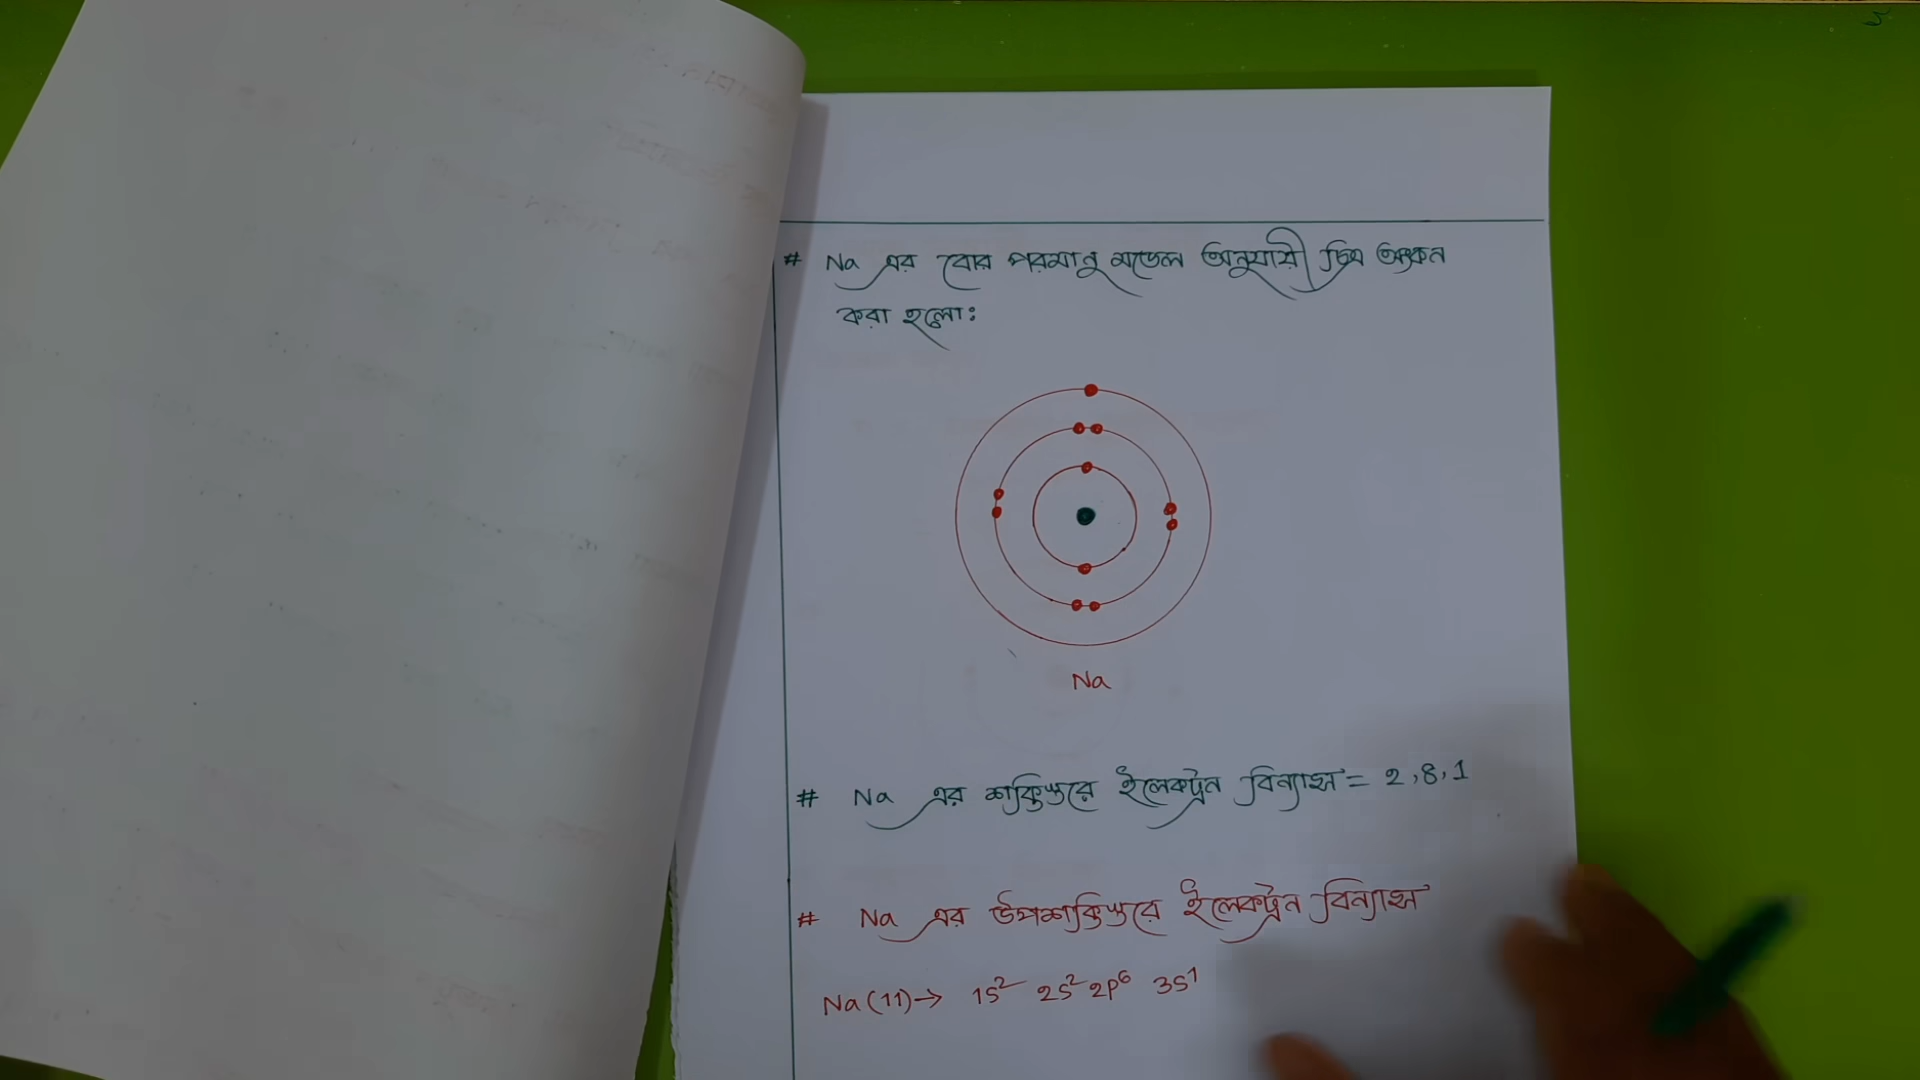 # Na এর বোর পরমানু মডেল অনুযায়ী চিত্র অংকন
করা হলো:
Na
# Na এর শক্তিস্তরে ইলেকট্রন বিন্যাস = 2,8,1
# Na এর উপশক্তিস্তরে ইলেকট্রন বিন্যাস
Na(11)→ 1s² 2s² 2p⁶ 3s¹